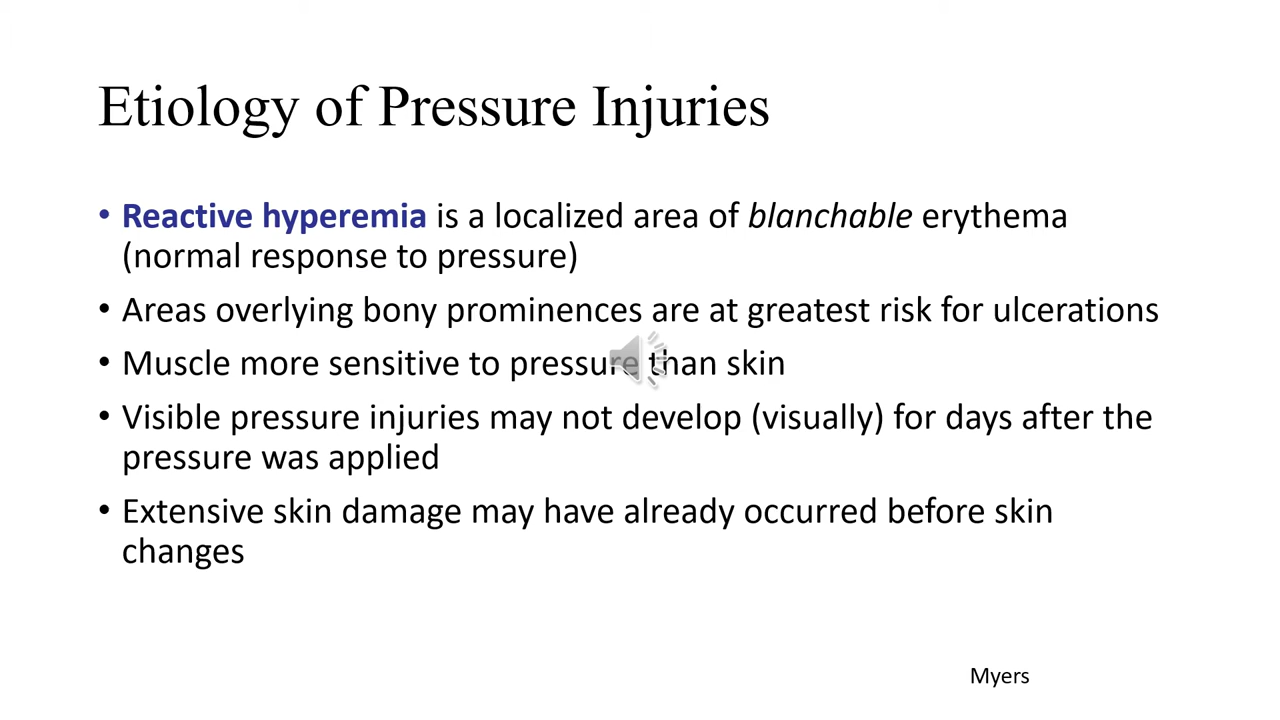 Etiology of Pressure Injuries
• Reactive hyperemia is a localized area of blanchable erythema
(normal response to pressure)
• Areas overlying bony prominences are at greatest risk for ulcerations
• Muscle more sensitive to pressure than skin
• Visible pressure injuries may not develop (visually) for days after the
pressure was applied
• Extensive skin damage may have already occurred before skin
changes
Myers